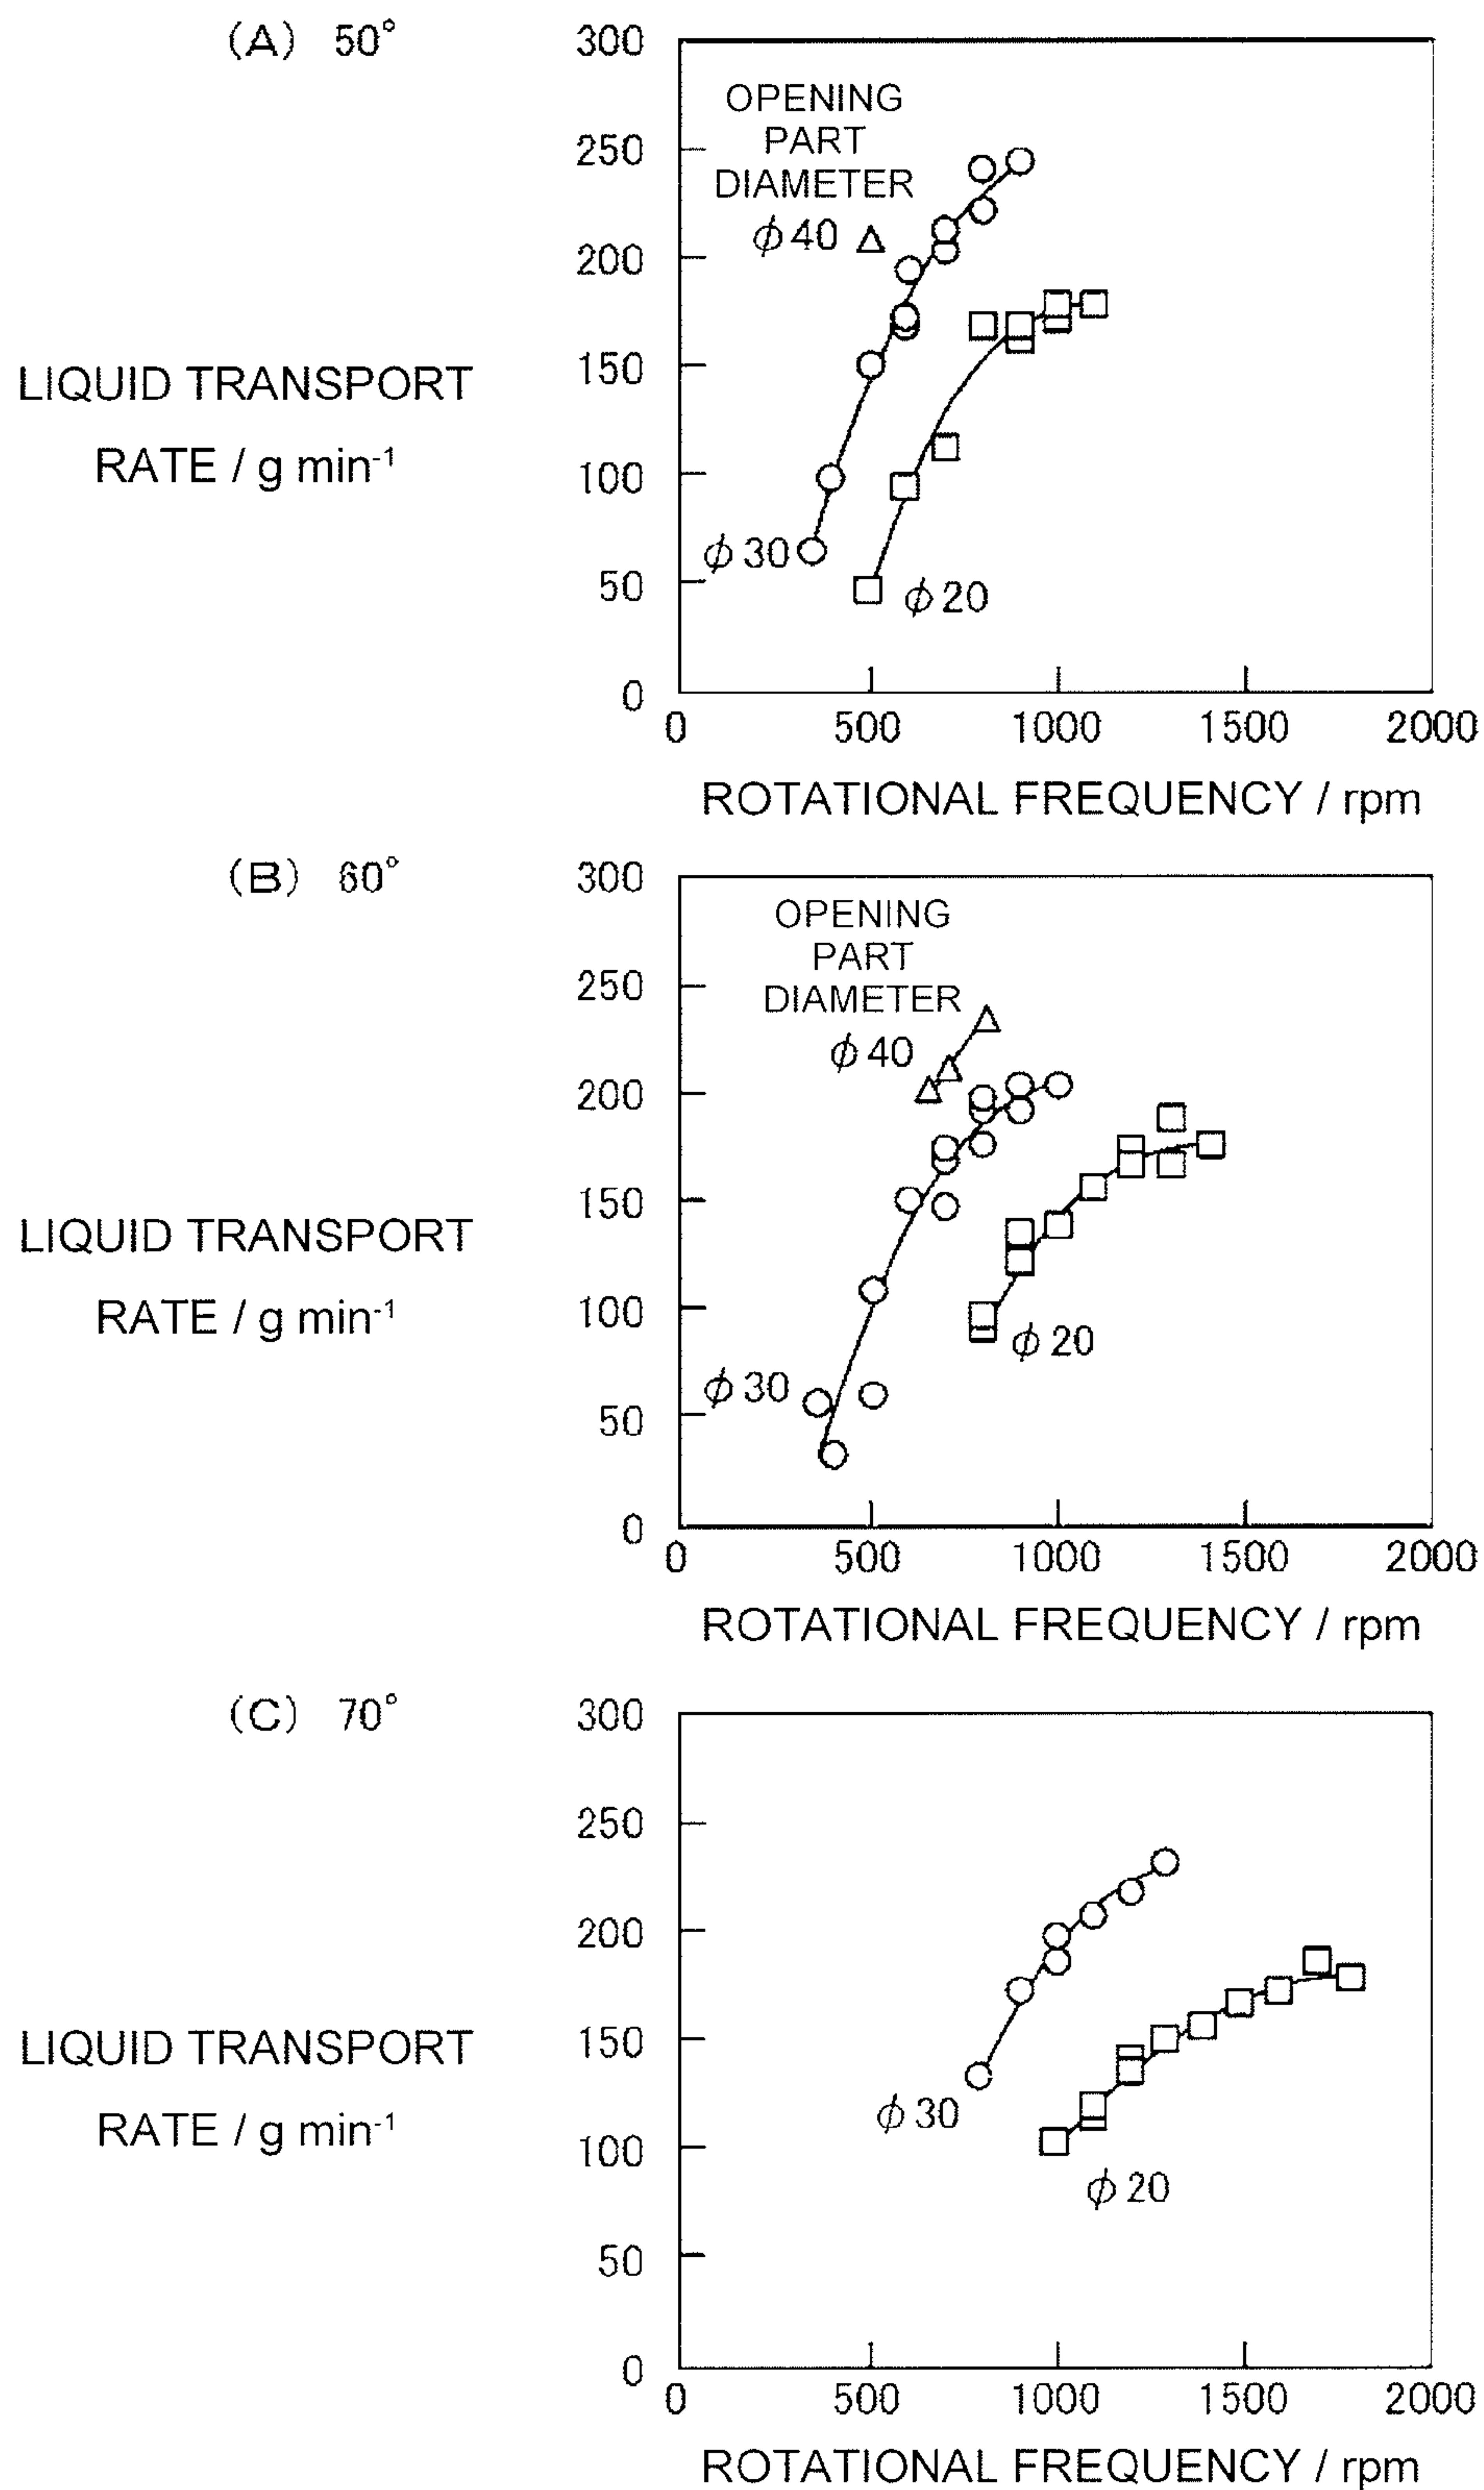 (A) 50°
300
OPENING
PART
DIAMETER
250
φ40
200
LIQUID TRANSPORT
RATE / g min-1
150
100
φ30
50
φ20
0
0 500 1000 1500 2000
ROTATIONAL FREQUENCY / rpm
(B) 60°
300
OPENING
PART
DIAMETER
250
φ40
200
LIQUID TRANSPORT
RATE / g min-1
150
100
φ20
φ30
50
0
0 500 1000 1500 2000
ROTATIONAL FREQUENCY / rpm
(C) 70°
300
250
200
LIQUID TRANSPORT
RATE / g min-1
150
φ30
100
φ20
50
0
0 500 1000 1500 2000
ROTATIONAL FREQUENCY / rpm